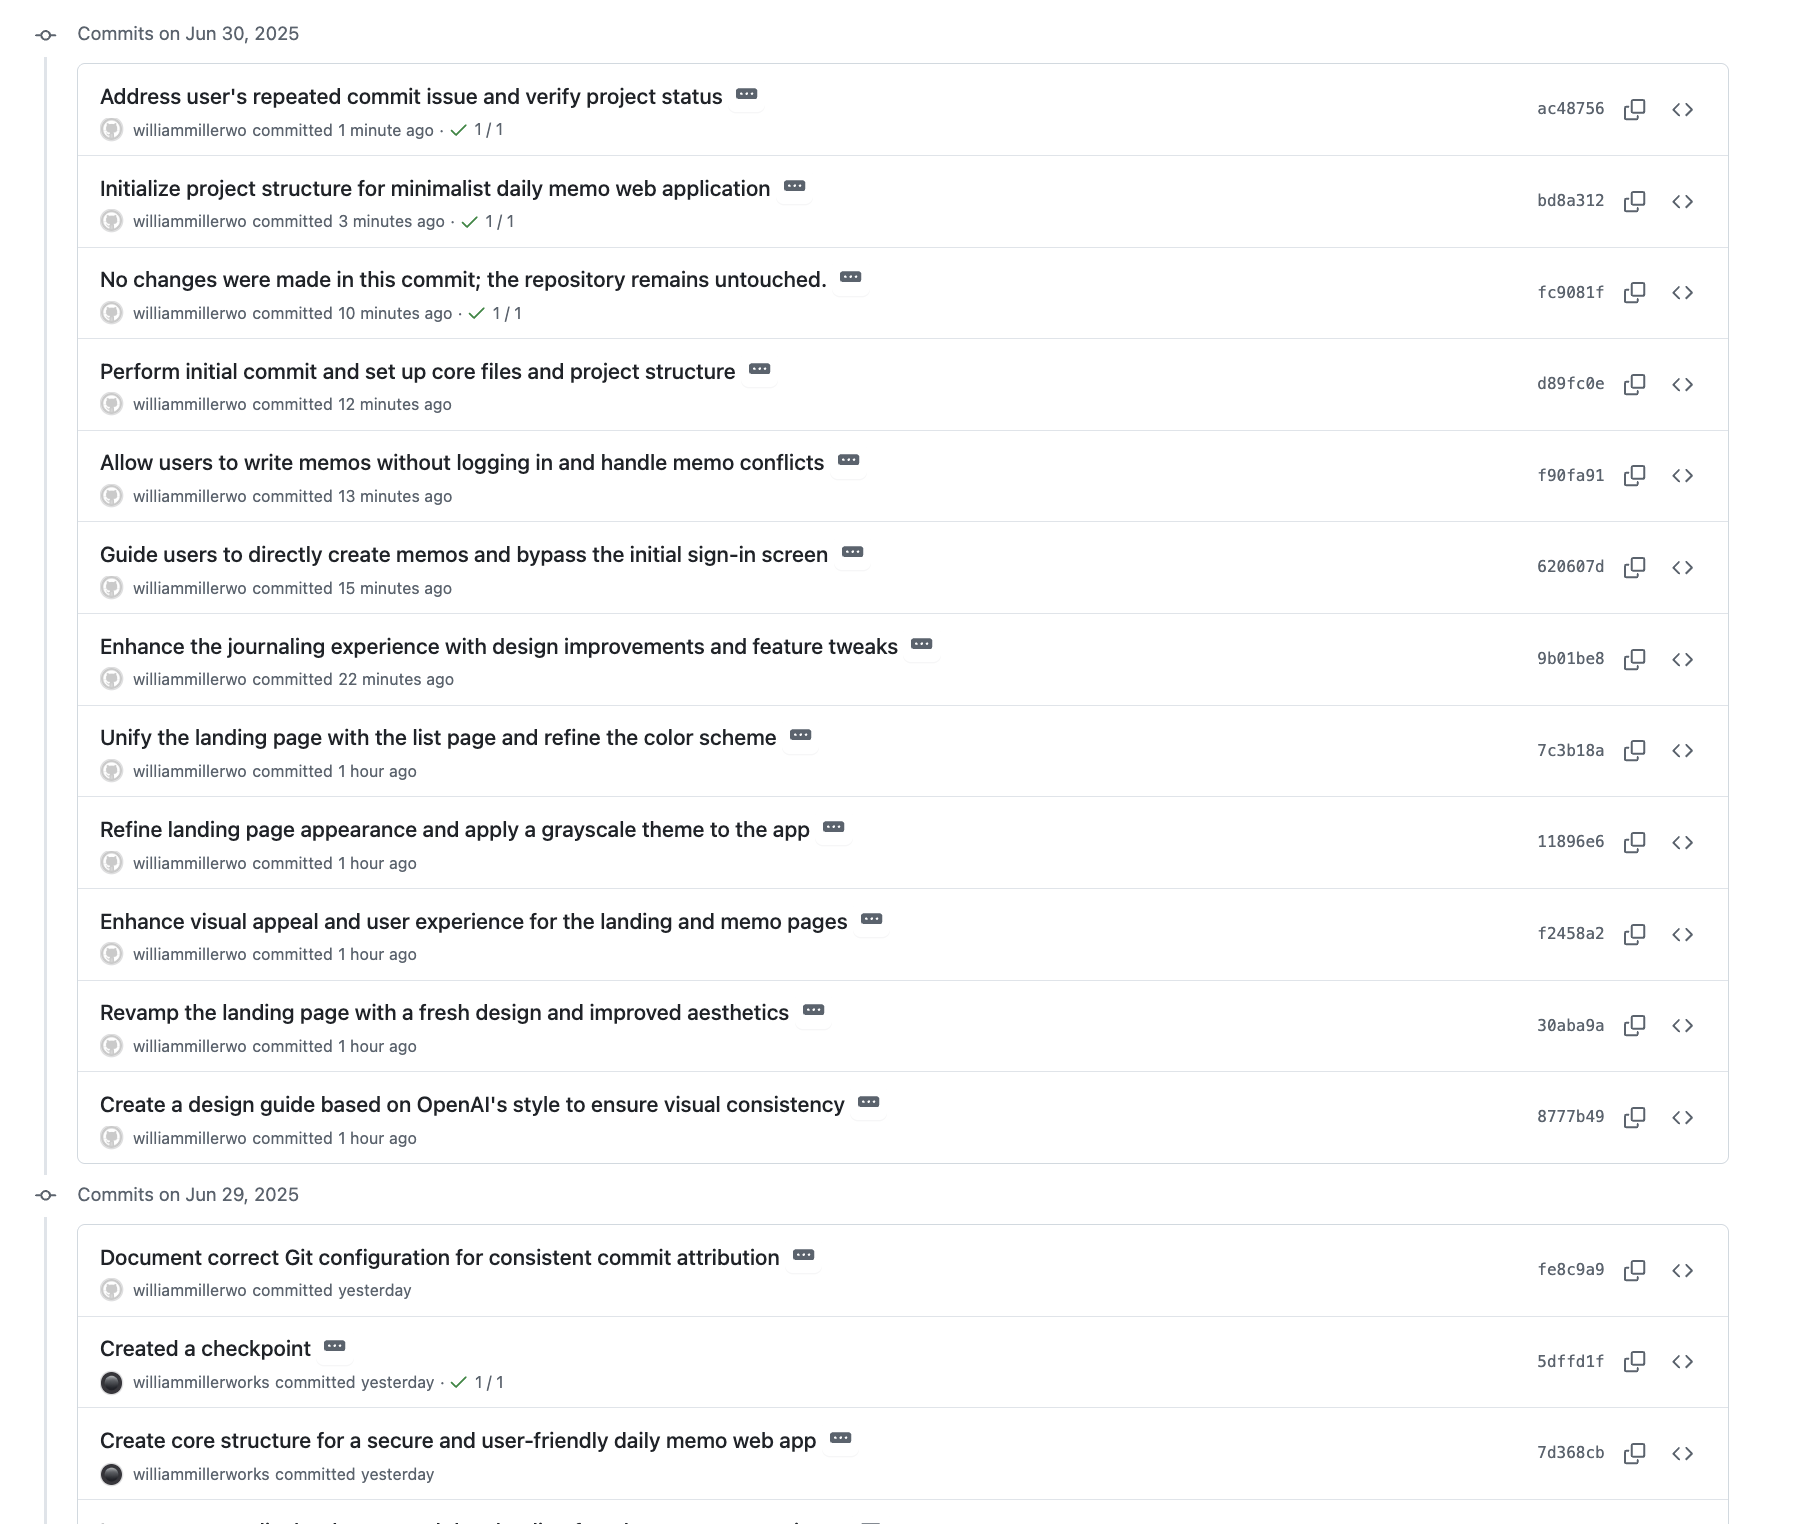 Commits on Jun 30, 2025
Address user's repeated commit issue and verify project status
ac48756
williammillerwo committed 1 minute ago · 1 / 1
Initialize project structure for minimalist daily memo web application
bd8a312
williammillerwo committed 3 minutes ago · 1 / 1
No changes were made in this commit; the repository remains untouched.
fc9081f
williammillerwo committed 10 minutes ago · 1 / 1
Perform initial commit and set up core files and project structure
d89fc0e
williammillerwo committed 12 minutes ago
Allow users to write memos without logging in and handle memo conflicts
f90fa91
williammillerwo committed 13 minutes ago
Guide users to directly create memos and bypass the initial sign-in screen
620607d
williammillerwo committed 15 minutes ago
Enhance the journaling experience with design improvements and feature tweaks
9b01be8
williammillerwo committed 22 minutes ago
Unify the landing page with the list page and refine the color scheme
7c3b18a
williammillerwo committed 1 hour ago
Refine landing page appearance and apply a grayscale theme to the app
11896e6
williammillerwo committed 1 hour ago
Enhance visual appeal and user experience for the landing and memo pages
f2458a2
williammillerwo committed 1 hour ago
Revamp the landing page with a fresh design and improved aesthetics
30aba9a
williammillerwo committed 1 hour ago
Create a design guide based on OpenAI's style to ensure visual consistency
8777b49
williammillerwo committed 1 hour ago
Commits on Jun 29, 2025
Document correct Git configuration for consistent commit attribution
fe8c9a9
williammillerwo committed yesterday
Created a checkpoint
5dffd1f
williammillerworks committed yesterday · 1 / 1
Create core structure for a secure and user-friendly daily memo web app
7d368cb
williammillerworks committed yesterday